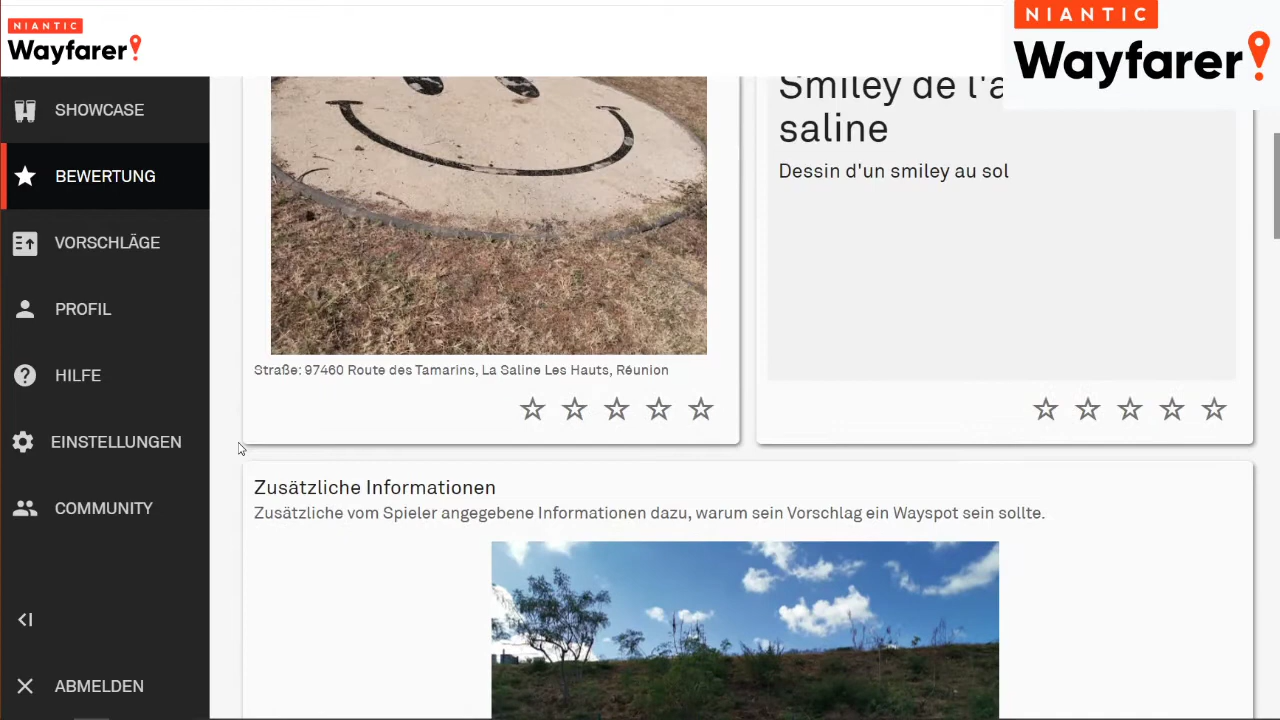 NIANTIC
Wayfarer
NIANTIC
Wayfarer
SHOWCASE
BEWERTUNG
VORSCHLÄGE
PROFIL
HILFE
EINSTELLUNGEN
COMMUNITY
ABMELDEN
Straße: 97460 Route des Tamarins, La Saline Les Hauts, Réunion
Smiley de l'a
saline
Dessin d'un smiley au sol
Zusätzliche Informationen
Zusätzliche vom Spieler angegebene Informationen dazu, warum sein Vorschlag ein Wayspot sein sollte.